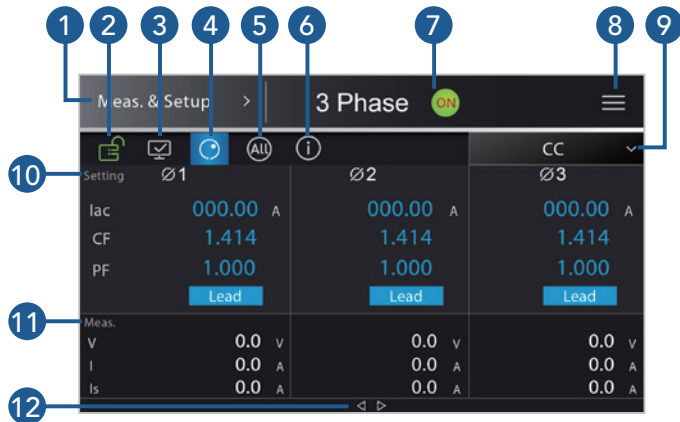 1 2 3 4 5 6 7 8 9
Meas. & Setup > 3 Phase ON
All i CC
10 Setting Ø1 Ø2 Ø3
Iac 000.00 A 000.00 A 000.00 A
CF 1.414 1.414 1.414
PF 1.000 1.000 1.000
Lead Lead Lead
11 Meas.
V 0.0 V 0.0 V 0.0 V
I 0.0 A 0.0 A 0.0 A
Is 0.0 A 0.0 A 0.0 A
12